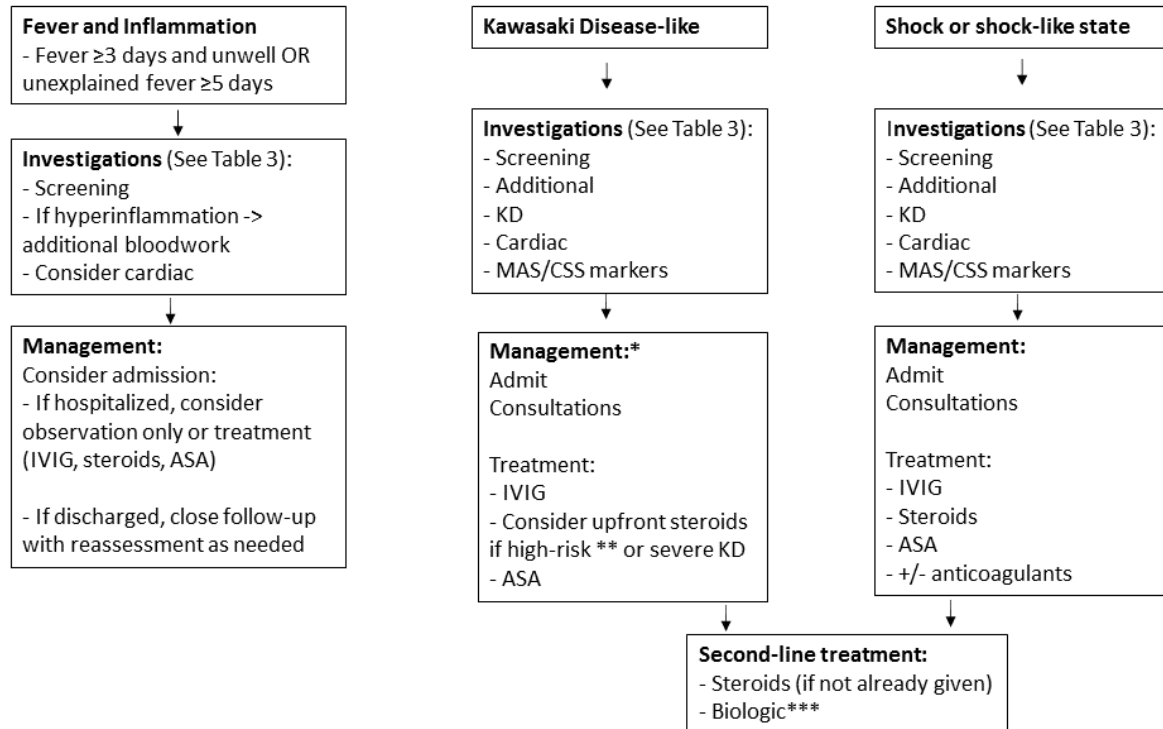 Fever and Inflammation
- Fever ≥3 days and unwell OR
unexplained fever ≥5 days
Investigations (See Table 3):
- Screening
- If hyperinflammation ->
additional bloodwork
- Consider cardiac
Management:
Consider admission:
- If hospitalized, consider
observation only or treatment
(IVIG, steroids, ASA)
- If discharged, close follow-up
with reassessment as needed
Kawasaki Disease-like
Investigations (See Table 3):
- Screening
- Additional
- KD
- Cardiac
- MAS/CSS markers
Management:*
Admit
Consultations
Treatment:
- IVIG
- Consider upfront steroids
if high-risk ** or severe KD
- ASA
Shock or shock-like state
Investigations (See Table 3):
- Screening
- Additional
- KD
- Cardiac
- MAS/CSS markers
Management:
Admit
Consultations
Treatment:
- IVIG
- Steroids
- ASA
- +/- anticoagulants
Second-line treatment:
- Steroids (if not already given)
- Biologic***